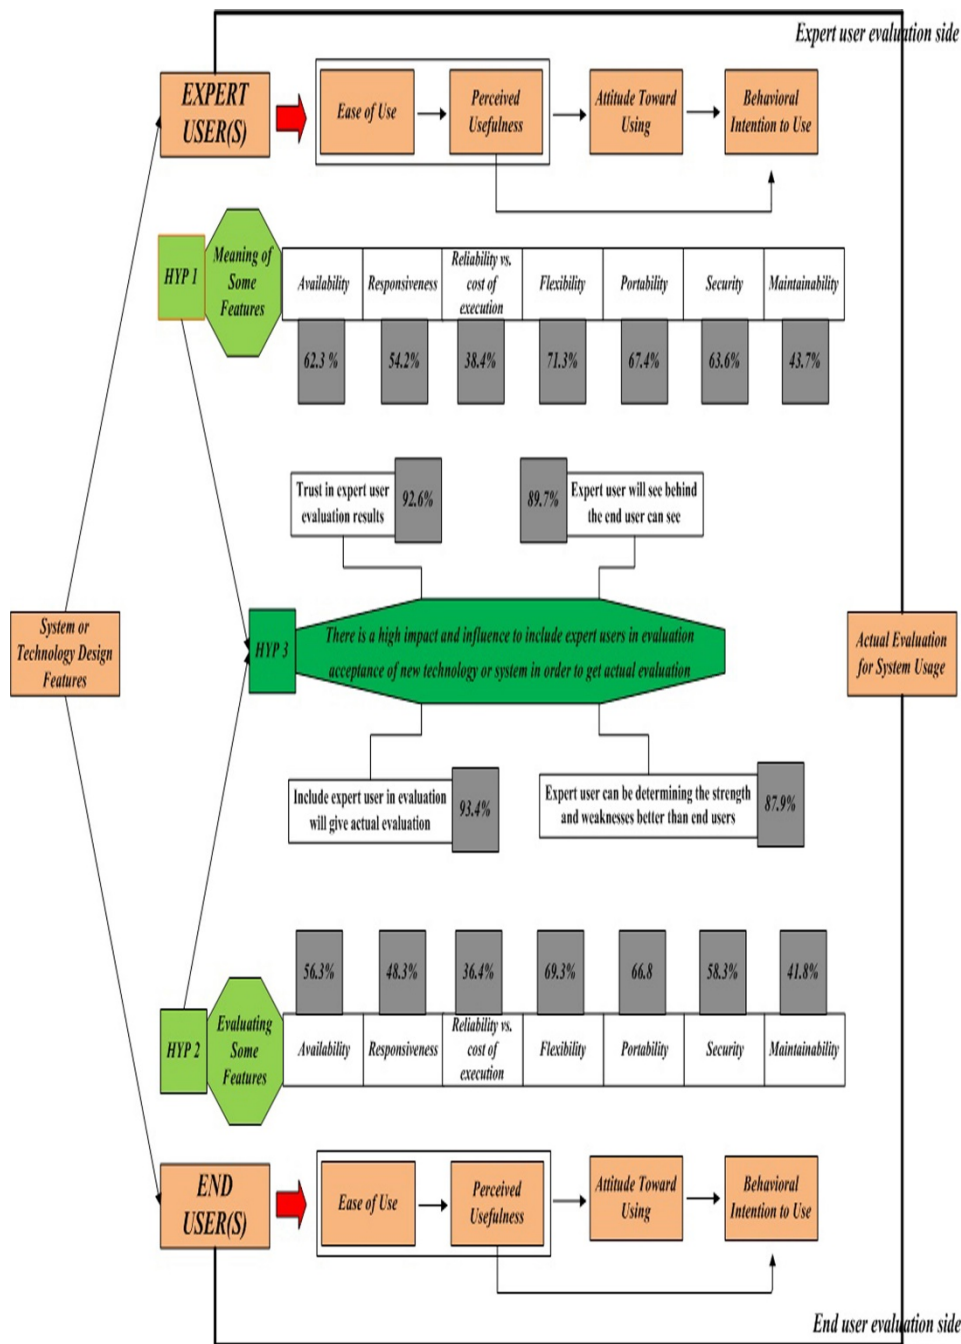 Expert user evaluation side
EXPERT
USER(S)
Ease of Use
Perceived
Usefulness
Attitude Toward
Using
Behavioral
Intention to Use
HYP 1
Meaning of
Some
Features
Availability
Responsiveness
Reliability vs.
cost of
execution
Flexibility
Portability
Security
Maintainability
62.3 %
54.2%
38.4%
71.3%
67.4%
63.6%
43.7%
Trust in expert user
evaluation results
92.6%
89.7%
Expert user will see behind
the end user can see
System or
Technology Design
Features
HYP 3
There is a high impact and influence to include expert users in evaluation
acceptance of new technology or system in order to get actual evaluation
Actual Evaluation
for System Usage
Include expert user in evaluation
will give actual evaluation
93.4%
Expert user can be determining the strength
and weaknesses better than end users
87.9%
56.3%
48.3%
36.4%
69.3%
66.8
58.3%
41.8%
HYP 2
Evaluating
Some
Features
Availability
Responsiveness
Reliability vs.
cost of
execution
Flexibility
Portability
Security
Maintainability
END
USER(S)
Ease of Use
Perceived
Usefulness
Attitude Toward
Using
Behavioral
Intention to Use
End user evaluation side